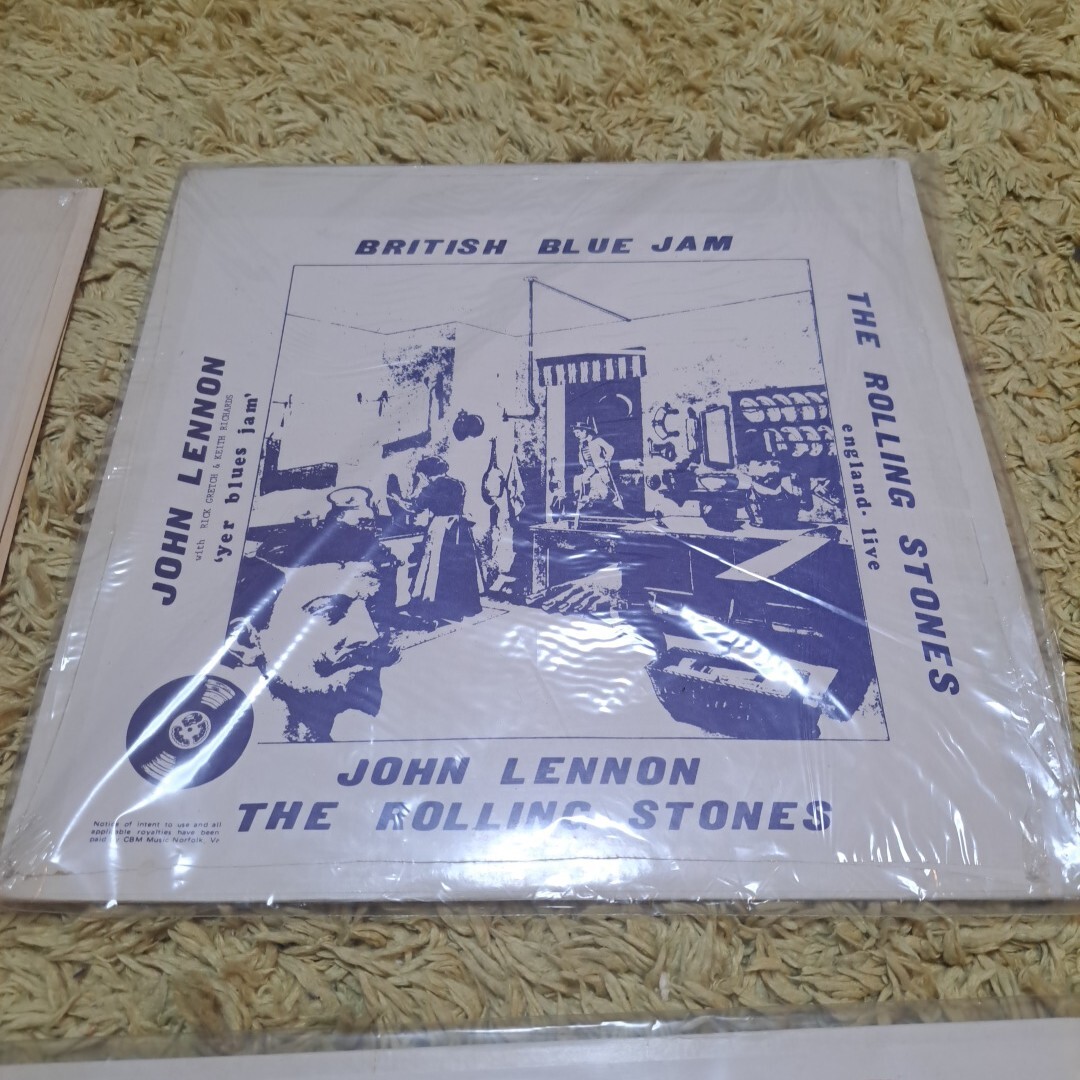 BRITISH BLUE JAM
JOHN LENNON
with RICK GRETCH & KEITH RICHARDS
'yer blues jam'
THE ROLLING STONES
england. live
JOHN LENNON
THE ROLLING STONES
Notice of intent to use and all
applicable royalties have been
paid by CBM Music Norfolk, Vr